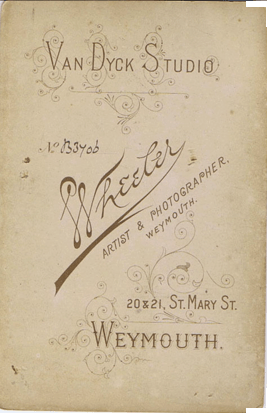 VAN DYCK STUDIO
No B3706
Wheeler
ARTIST & PHOTOGRAPHER.
WEYMOUTH.
20 & 21, ST. MARY ST.
WEYMOUTH.